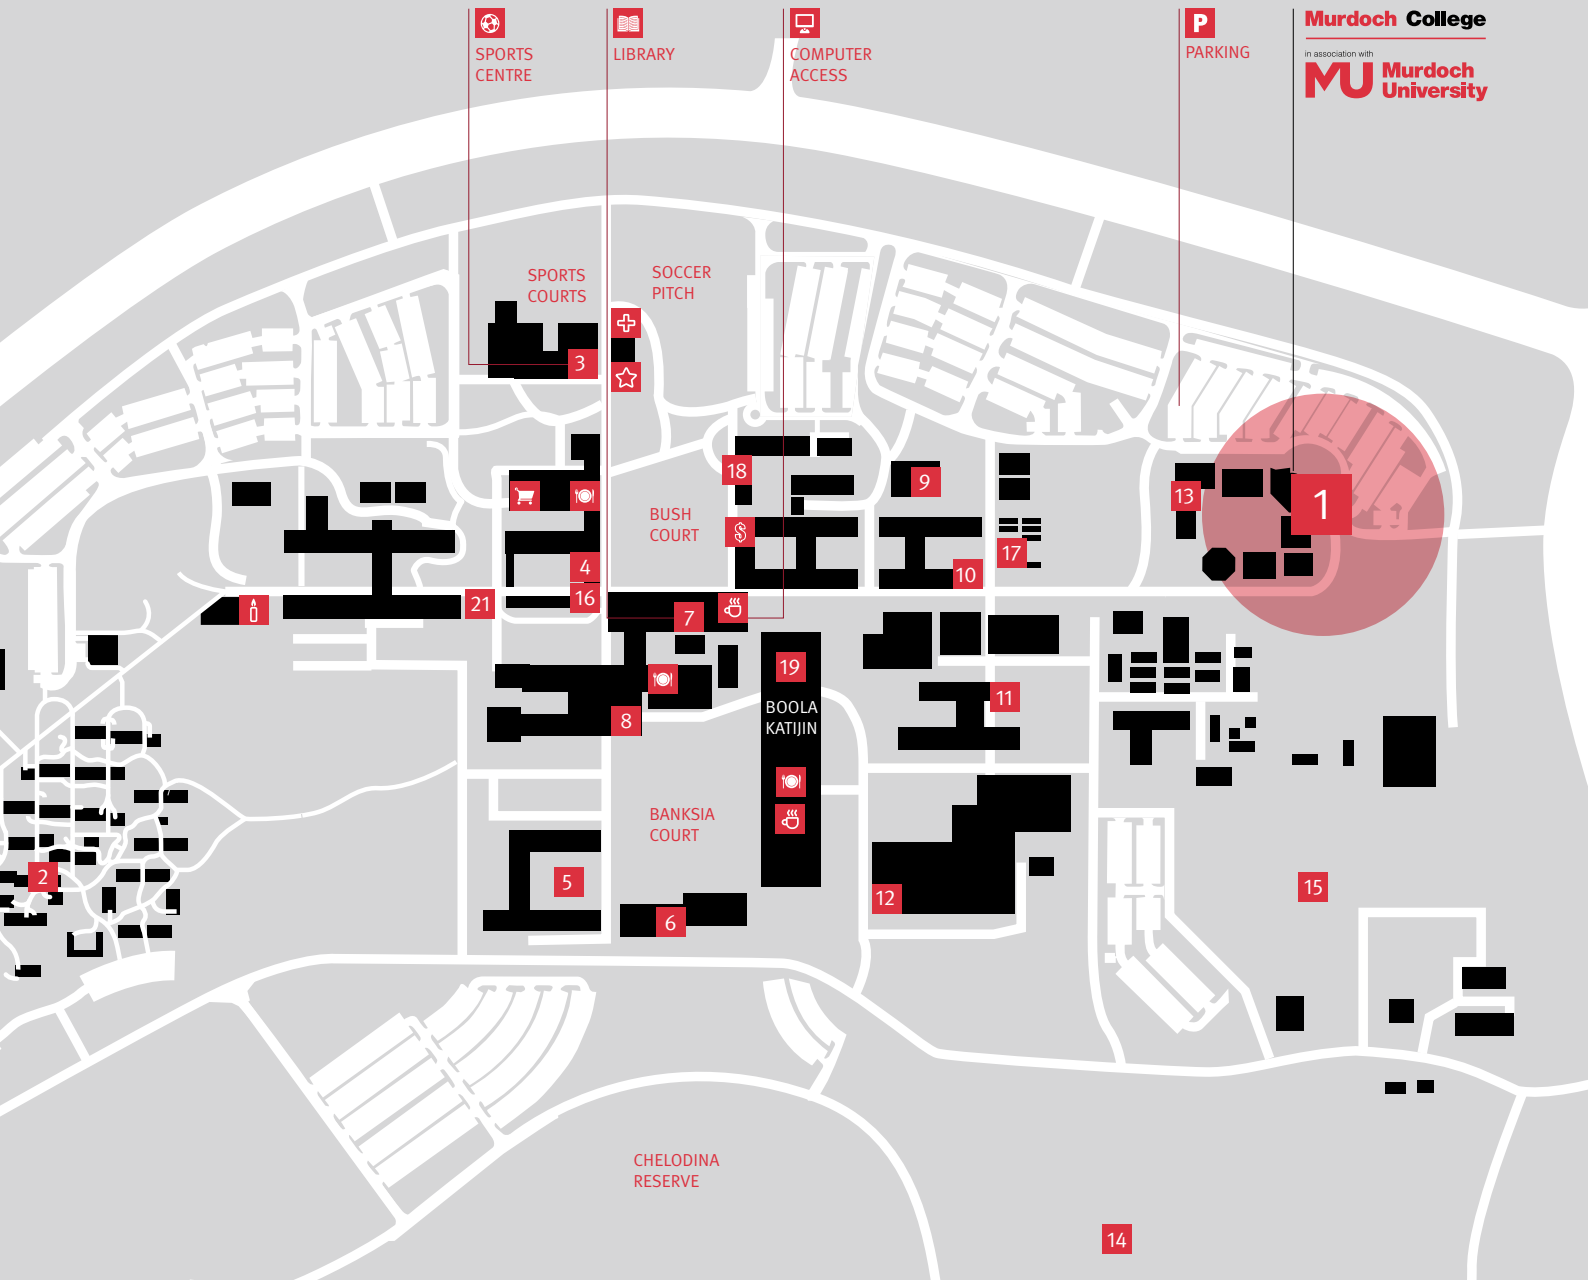 SPORTS
CENTRE
LIBRARY
COMPUTER
ACCESS
P
PARKING
Murdoch College
in association with
MU Murdoch
University
SPORTS
COURTS
SOCCER
PITCH
3
18
9
13
1
BUSH
COURT
$
17
4
10
16
21
7
19
8
11
BOOLA
KATIJIN
BANKSIA
COURT
2
5
15
12
6
CHELODINA
RESERVE
14